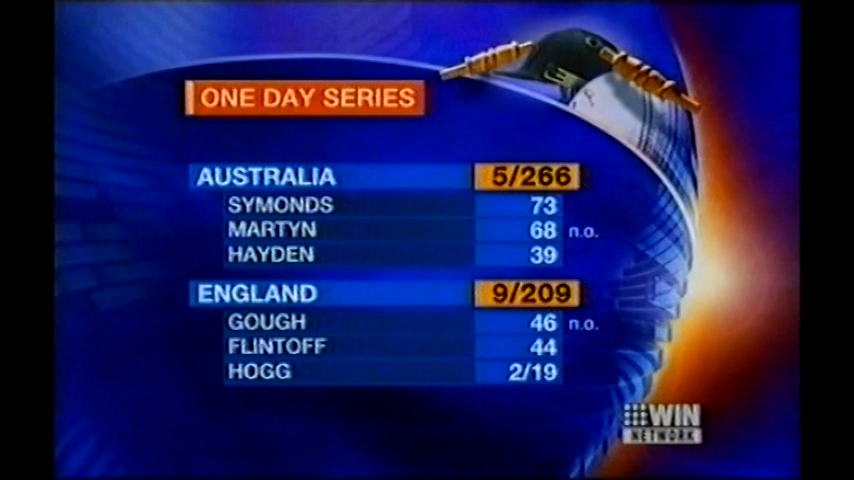 ONE DAY SERIES
AUSTRALIA 5/266
SYMONDS 73
MARTYN 68 n.o.
HAYDEN 39
ENGLAND 9/209
GOUGH 46 n.o.
FLINTOFF 44
HOGG 2/19
WIN
NETWORK